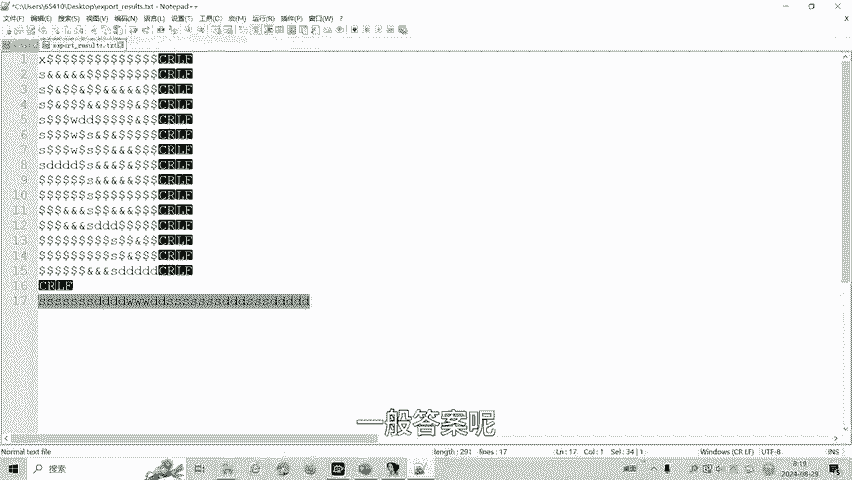 *C:\Users\65410\Desktop\export_results.txt - Notepad++
文件(F) 编辑(E) 搜索(S) 视图(V) 编码(N) 语言(L) 设置(T) 工具(O) 宏(M) 运行(R) 插件(P) 窗口(W) ?
export_results.txt
1 x$$$$$$$$$$$$$$CRLF
2 s&&&&&$$$$$$$$$CRLF
3 s$&$$&$$&&&&&$$CRLF
4 s$&$$$&&$$$$&$$CRLF
5 s$$$wdd$$$$$&$$CRLF
6 s$$$w$s&$&$$$$$CRLF
7 s$$$w$s$$&&&$$$CRLF
8 sdddd$s&&&$&$$$CRLF
9 $$$$$$s&&&&$$$$CRLF
10 $$$$$$s$$$$$$$$CRLF
11 $$$&&&s$$&&&$$$CRLF
12 $$$&&&sddd$$$$$CRLF
13 $$$$$$$$$s$$&$$CRLF
14 $$$$$$$$$s$&$$$CRLF
15 $$$$$$&&&sdddddCRLF
16 CRLF
17
一般答案呢
Normal text file length : 291 lines : 17 Ln : 17 Col : 1 Sel : 34 | 1 Windows (CR LF) UTF-8 INS
搜索
8:19
2024-08-29